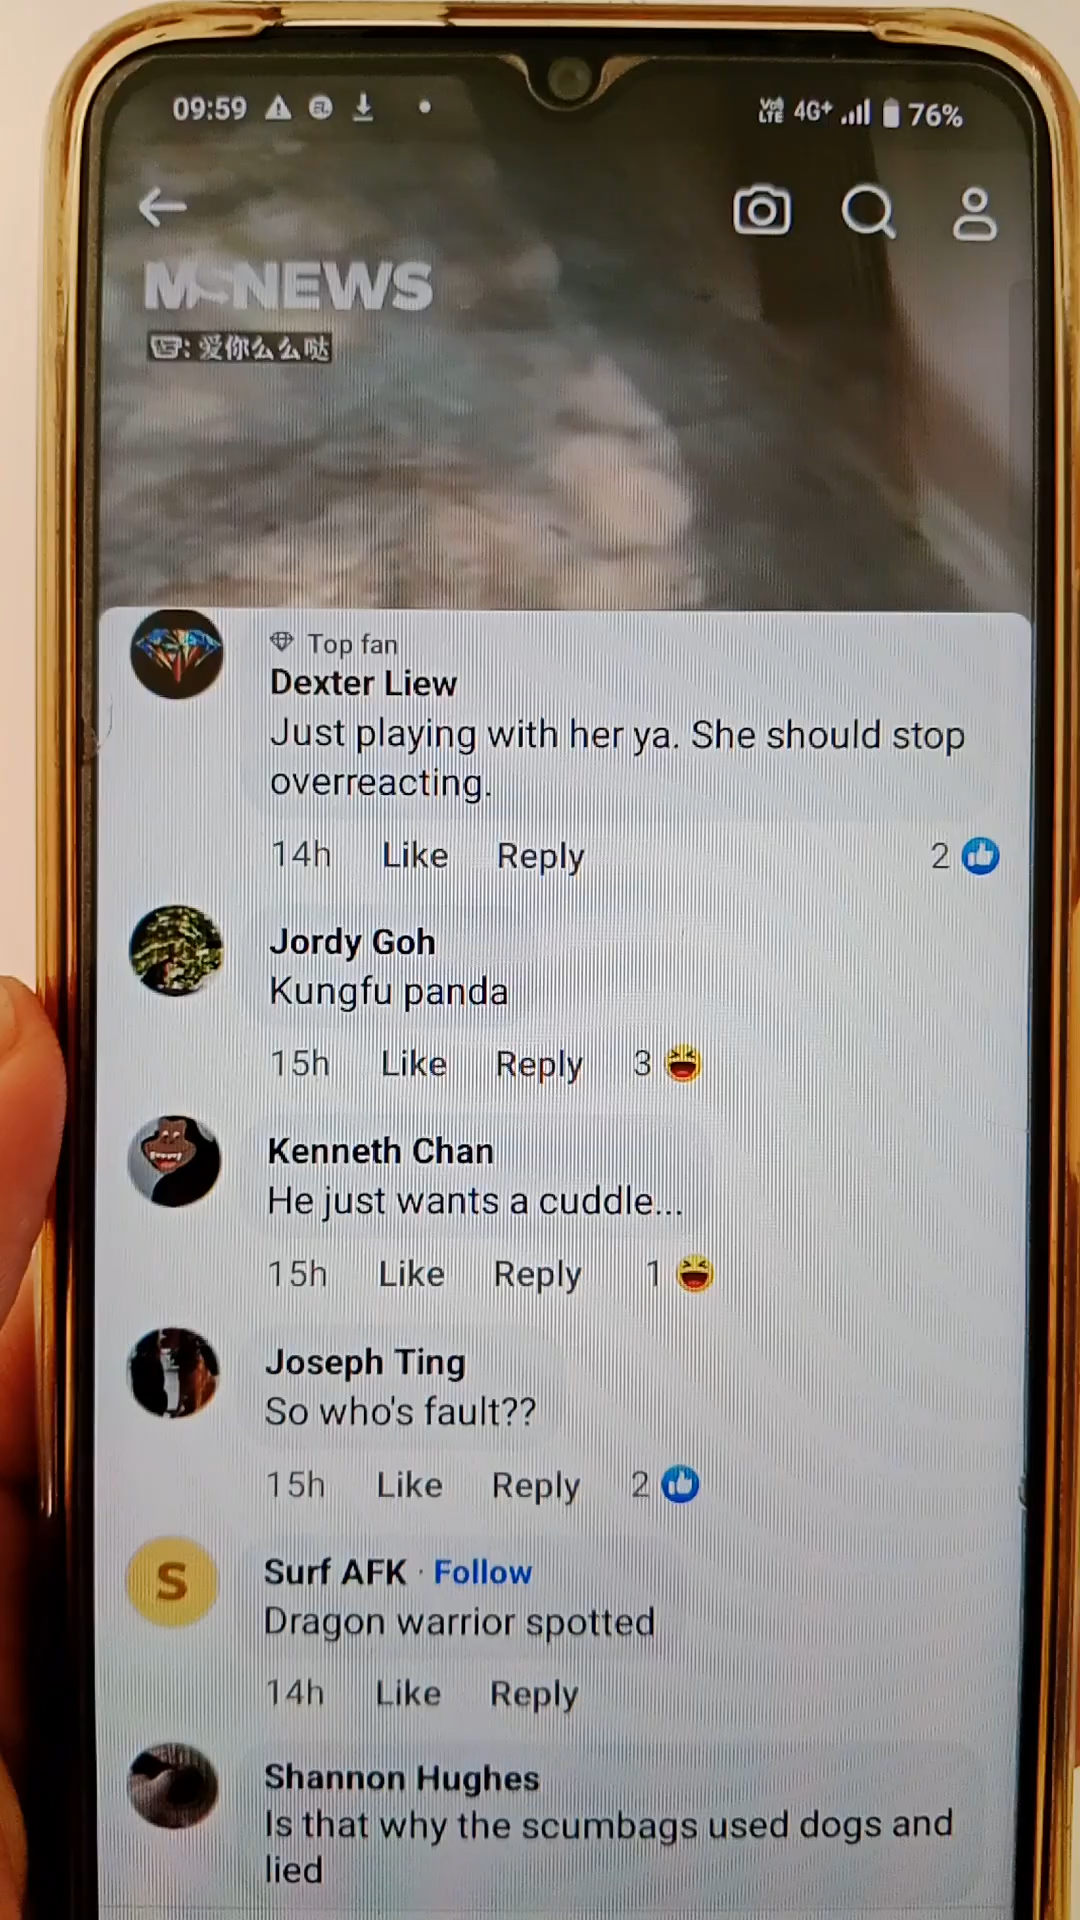 09:59
VoLTE 4G+ 76%
NEWS
: 爱你么么哒
Top fan
Dexter Liew
Just playing with her ya. She should stop
overreacting.
14h Like Reply 2
Jordy Goh
Kungfu panda
15h Like Reply 3
Kenneth Chan
He just wants a cuddle...
15h Like Reply 1
Joseph Ting
So who's fault??
15h Like Reply 2
S
Surf AFK · Follow
Dragon warrior spotted
14h Like Reply
Shannon Hughes
Is that why the scumbags used dogs and
lied